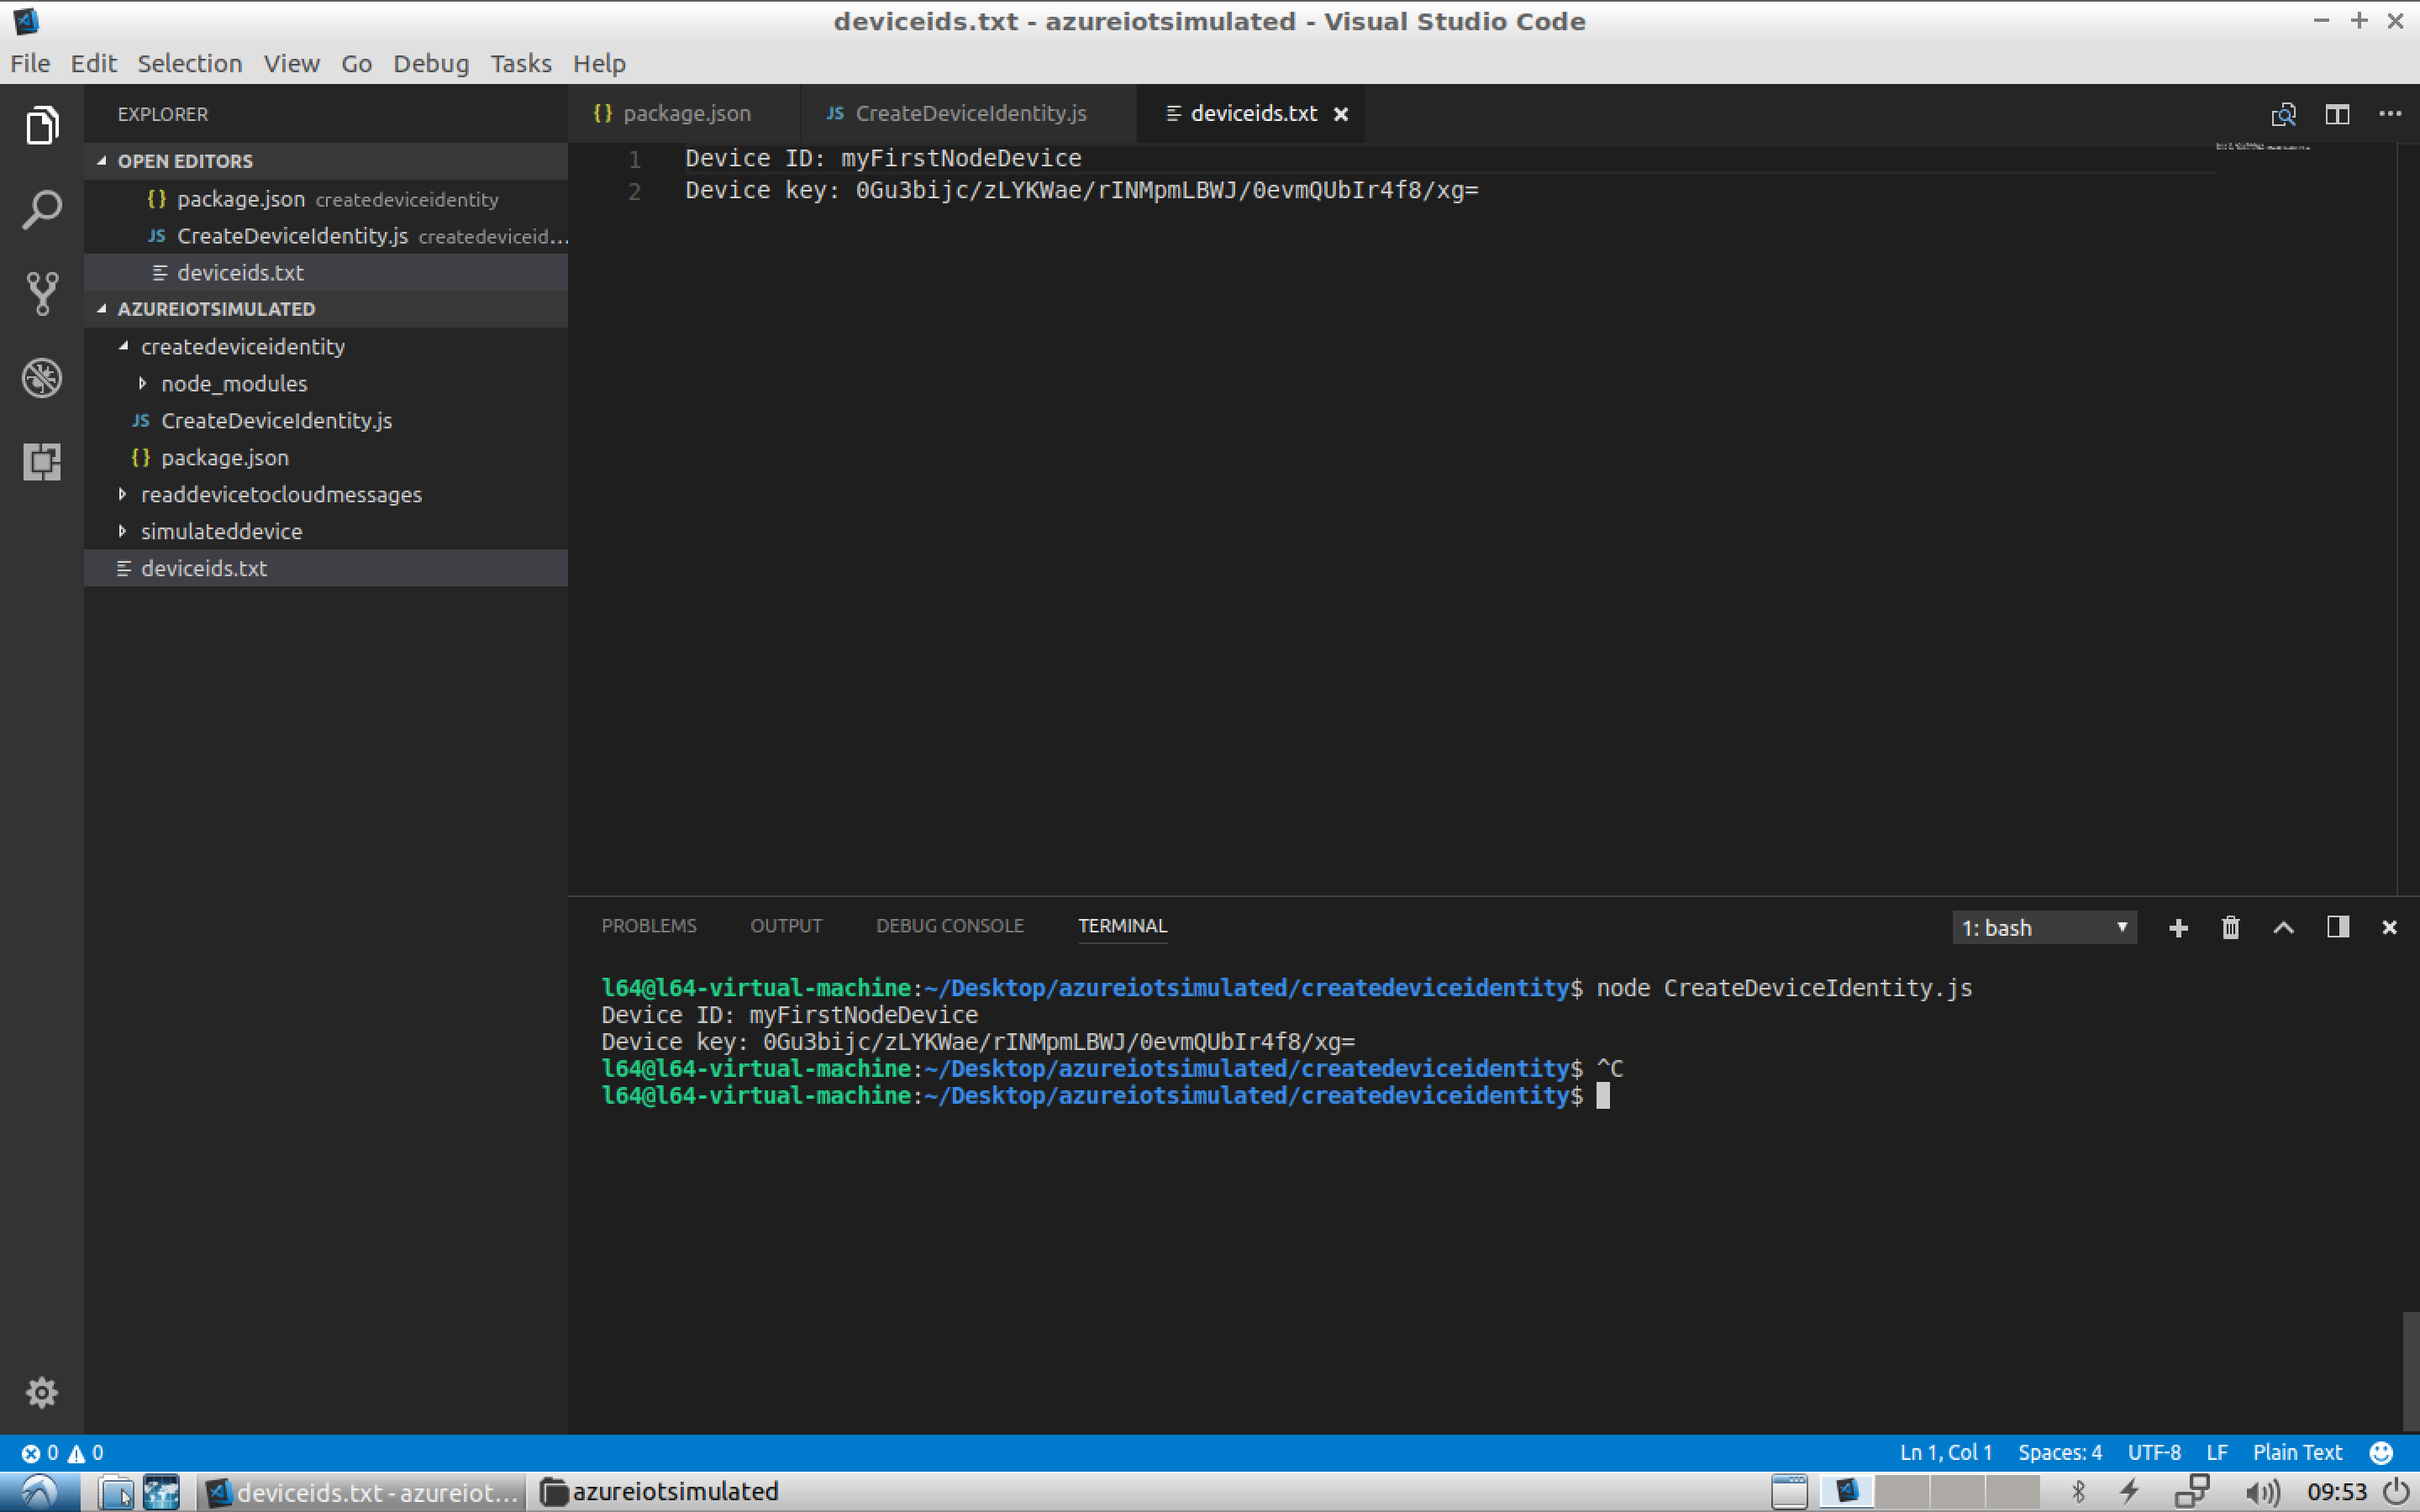 deviceids.txt - azureiotsimulated - Visual Studio Code
File Edit Selection View Go Debug Tasks Help
EXPLORER
OPEN EDITORS
{} package.json createdeviceidentity
JS CreateDeviceIdentity.js createdeviceid...
deviceids.txt
AZUREIOTSIMULATED
createdeviceidentity
node_modules
JS CreateDeviceIdentity.js
{} package.json
readdevicetocloudmessages
simulateddevice
deviceids.txt
{} package.json JS CreateDeviceIdentity.js deviceids.txt
1 Device ID: myFirstNodeDevice
2 Device key: 0Gu3bijc/zLYKWae/rINMpmLBWJ/0evmQUbIr4f8/xg=
PROBLEMS OUTPUT DEBUG CONSOLE TERMINAL 1: bash
l64@l64-virtual-machine:~/Desktop/azureiotsimulated/createdeviceidentity$ node CreateDeviceIdentity.js
Device ID: myFirstNodeDevice
Device key: 0Gu3bijc/zLYKWae/rINMpmLBWJ/0evmQUbIr4f8/xg=
l64@l64-virtual-machine:~/Desktop/azureiotsimulated/createdeviceidentity$ ^C
l64@l64-virtual-machine:~/Desktop/azureiotsimulated/createdeviceidentity$
0 0 Ln 1, Col 1 Spaces: 4 UTF-8 LF Plain Text
deviceids.txt - azureiot... azureiotsimulated 09:53